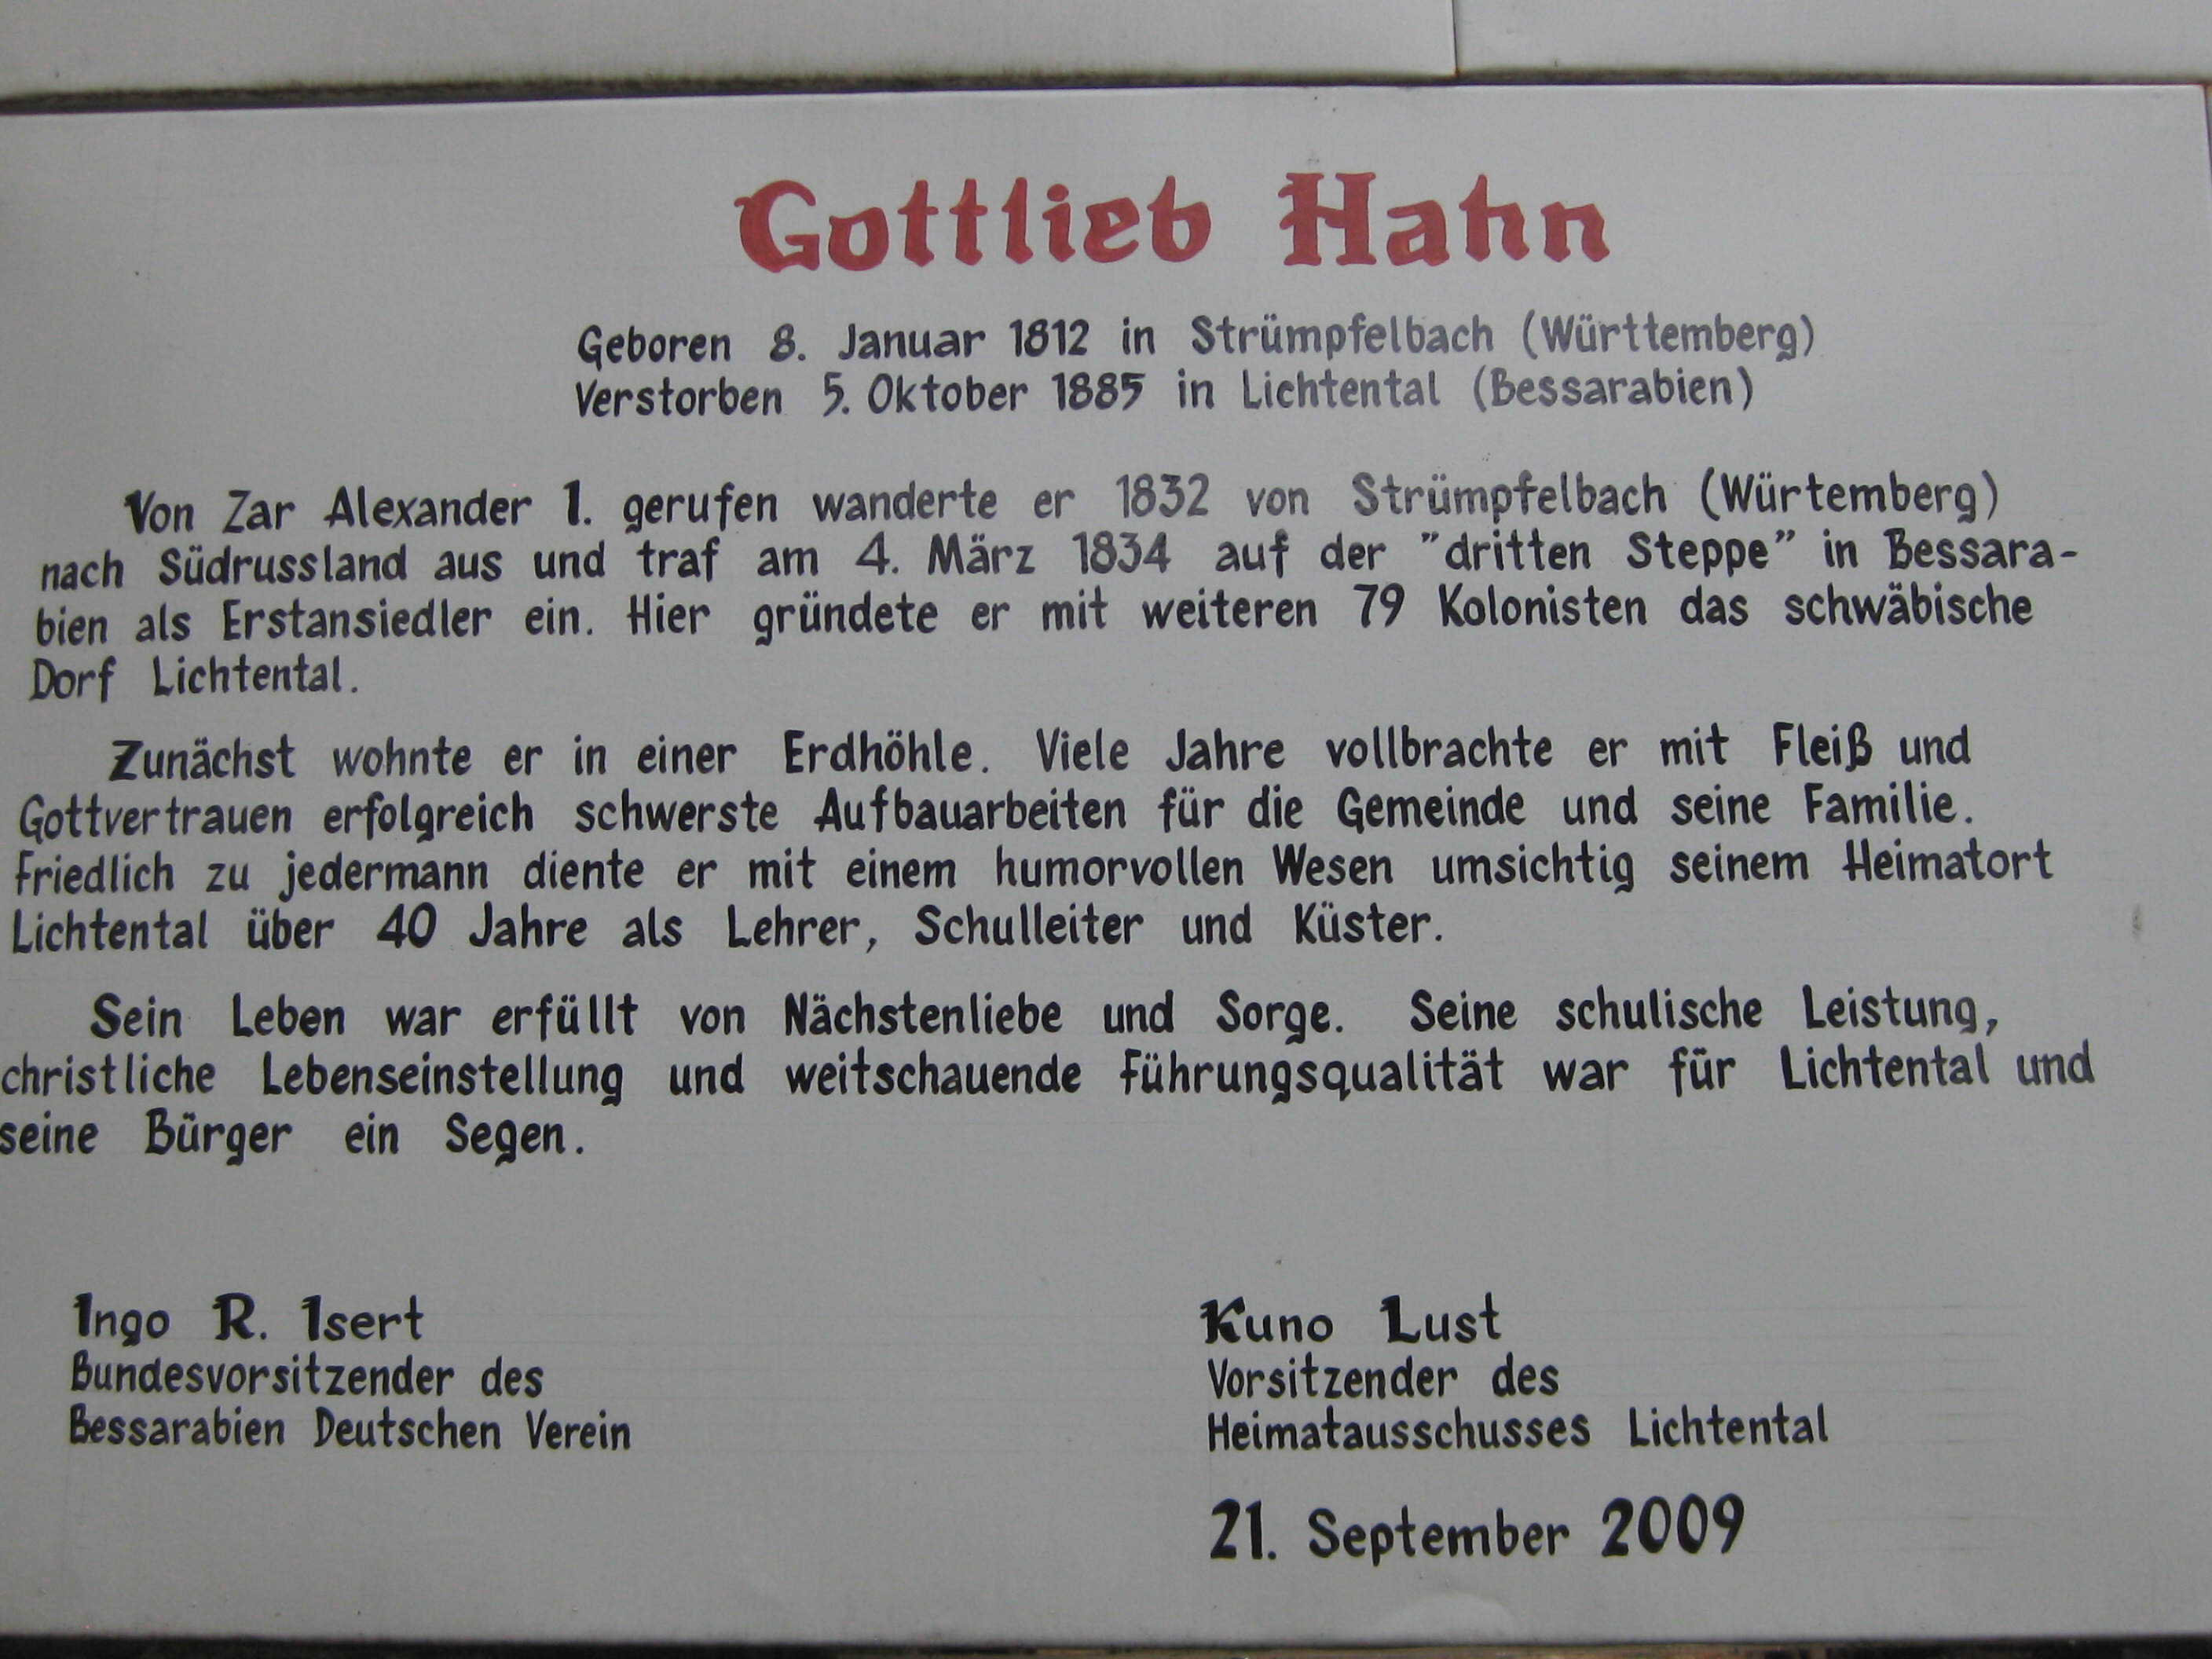 Gottlieb Hahn
Geboren 8. Januar 1812 in Strümpfelbach (Württemberg)
Verstorben 5. Oktober 1885 in Lichtental (Bessarabien)
Von Zar Alexander 1. gerufen wanderte er 1832 von Strümpfelbach (Würtemberg)
nach Südrussland aus und traf am 4. März 1834 auf der "dritten Steppe" in Bessara-
bien als Erstansiedler ein. Hier gründete er mit weiteren 79 Kolonisten das schwäbische
Dorf Lichtental.
Zunächst wohnte er in einer Erdhöhle. Viele Jahre vollbrachte er mit Fleiß und
Gottvertrauen erfolgreich schwerste Aufbauarbeiten für die Gemeinde und seine Familie.
Friedlich zu jedermann diente er mit einem humorvollen Wesen umsichtig seinem Heimatort
Lichtental über 40 Jahre als Lehrer, Schulleiter und Küster.
Sein Leben war erfüllt von Nächstenliebe und Sorge. Seine schulische Leistung,
christliche Lebenseinstellung und weitschauende Führungsqualität war für Lichtental und
seine Bürger ein Segen.
Ingo R. Isert
Bundesvorsitzender des
Bessarabien Deutschen Verein
Kuno Lust
Vorsitzender des
Heimatausschusses Lichtental
21. September 2009